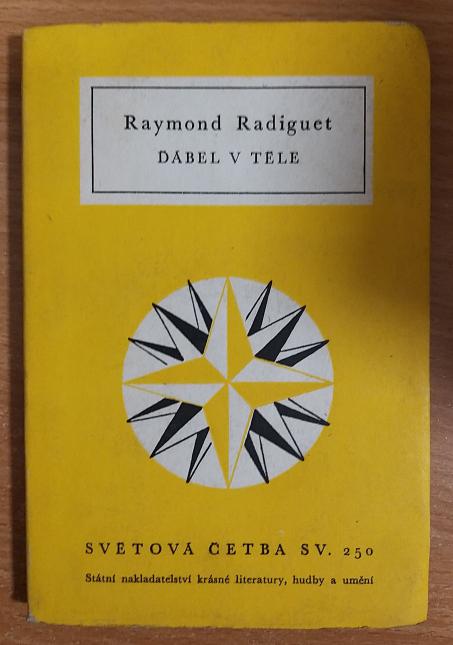 Raymond Radiguet
ĎÁBEL V TĚLE
SVĚTOVÁ ČETBA SV. 250
Státní nakladatelství krásné literatury, hudby a umění